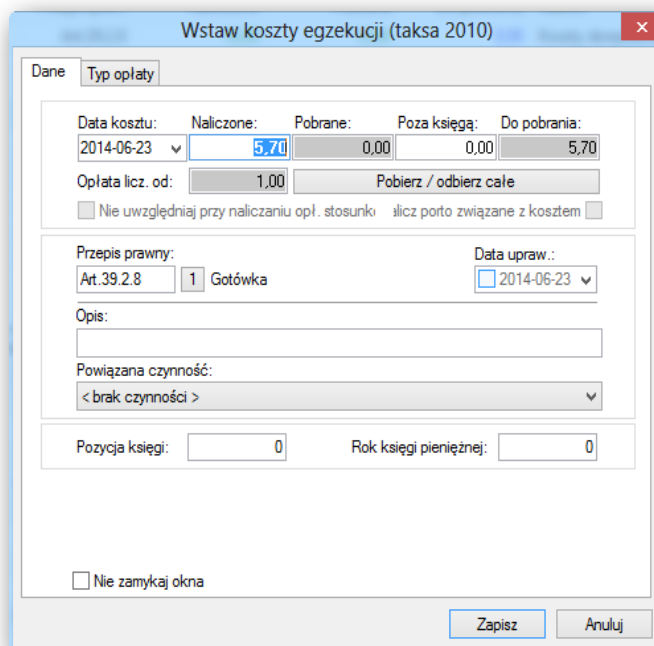 Wstaw koszty egzekucji (taksa 2010)
Dane Typ opłaty
Data kosztu: Naliczone: Pobrane: Poza księgą: Do pobrania:
2014-06-23 5,70 0,00 0,00 5,70
Opłata licz. od: 1,00 Pobierz / odbierz całe
Nie uwzględniaj przy naliczaniu opł. stosunk alicz porto związane z kosztem
Przepis prawny: Data upraw.:
Art.39.2.8 1 Gotówka 2014-06-23
Opis:
Powiązana czynność:
< brak czynności >
Pozycja księgi: 0 Rok księgi pieniężnej: 0
Nie zamykaj okna
Zapisz Anuluj